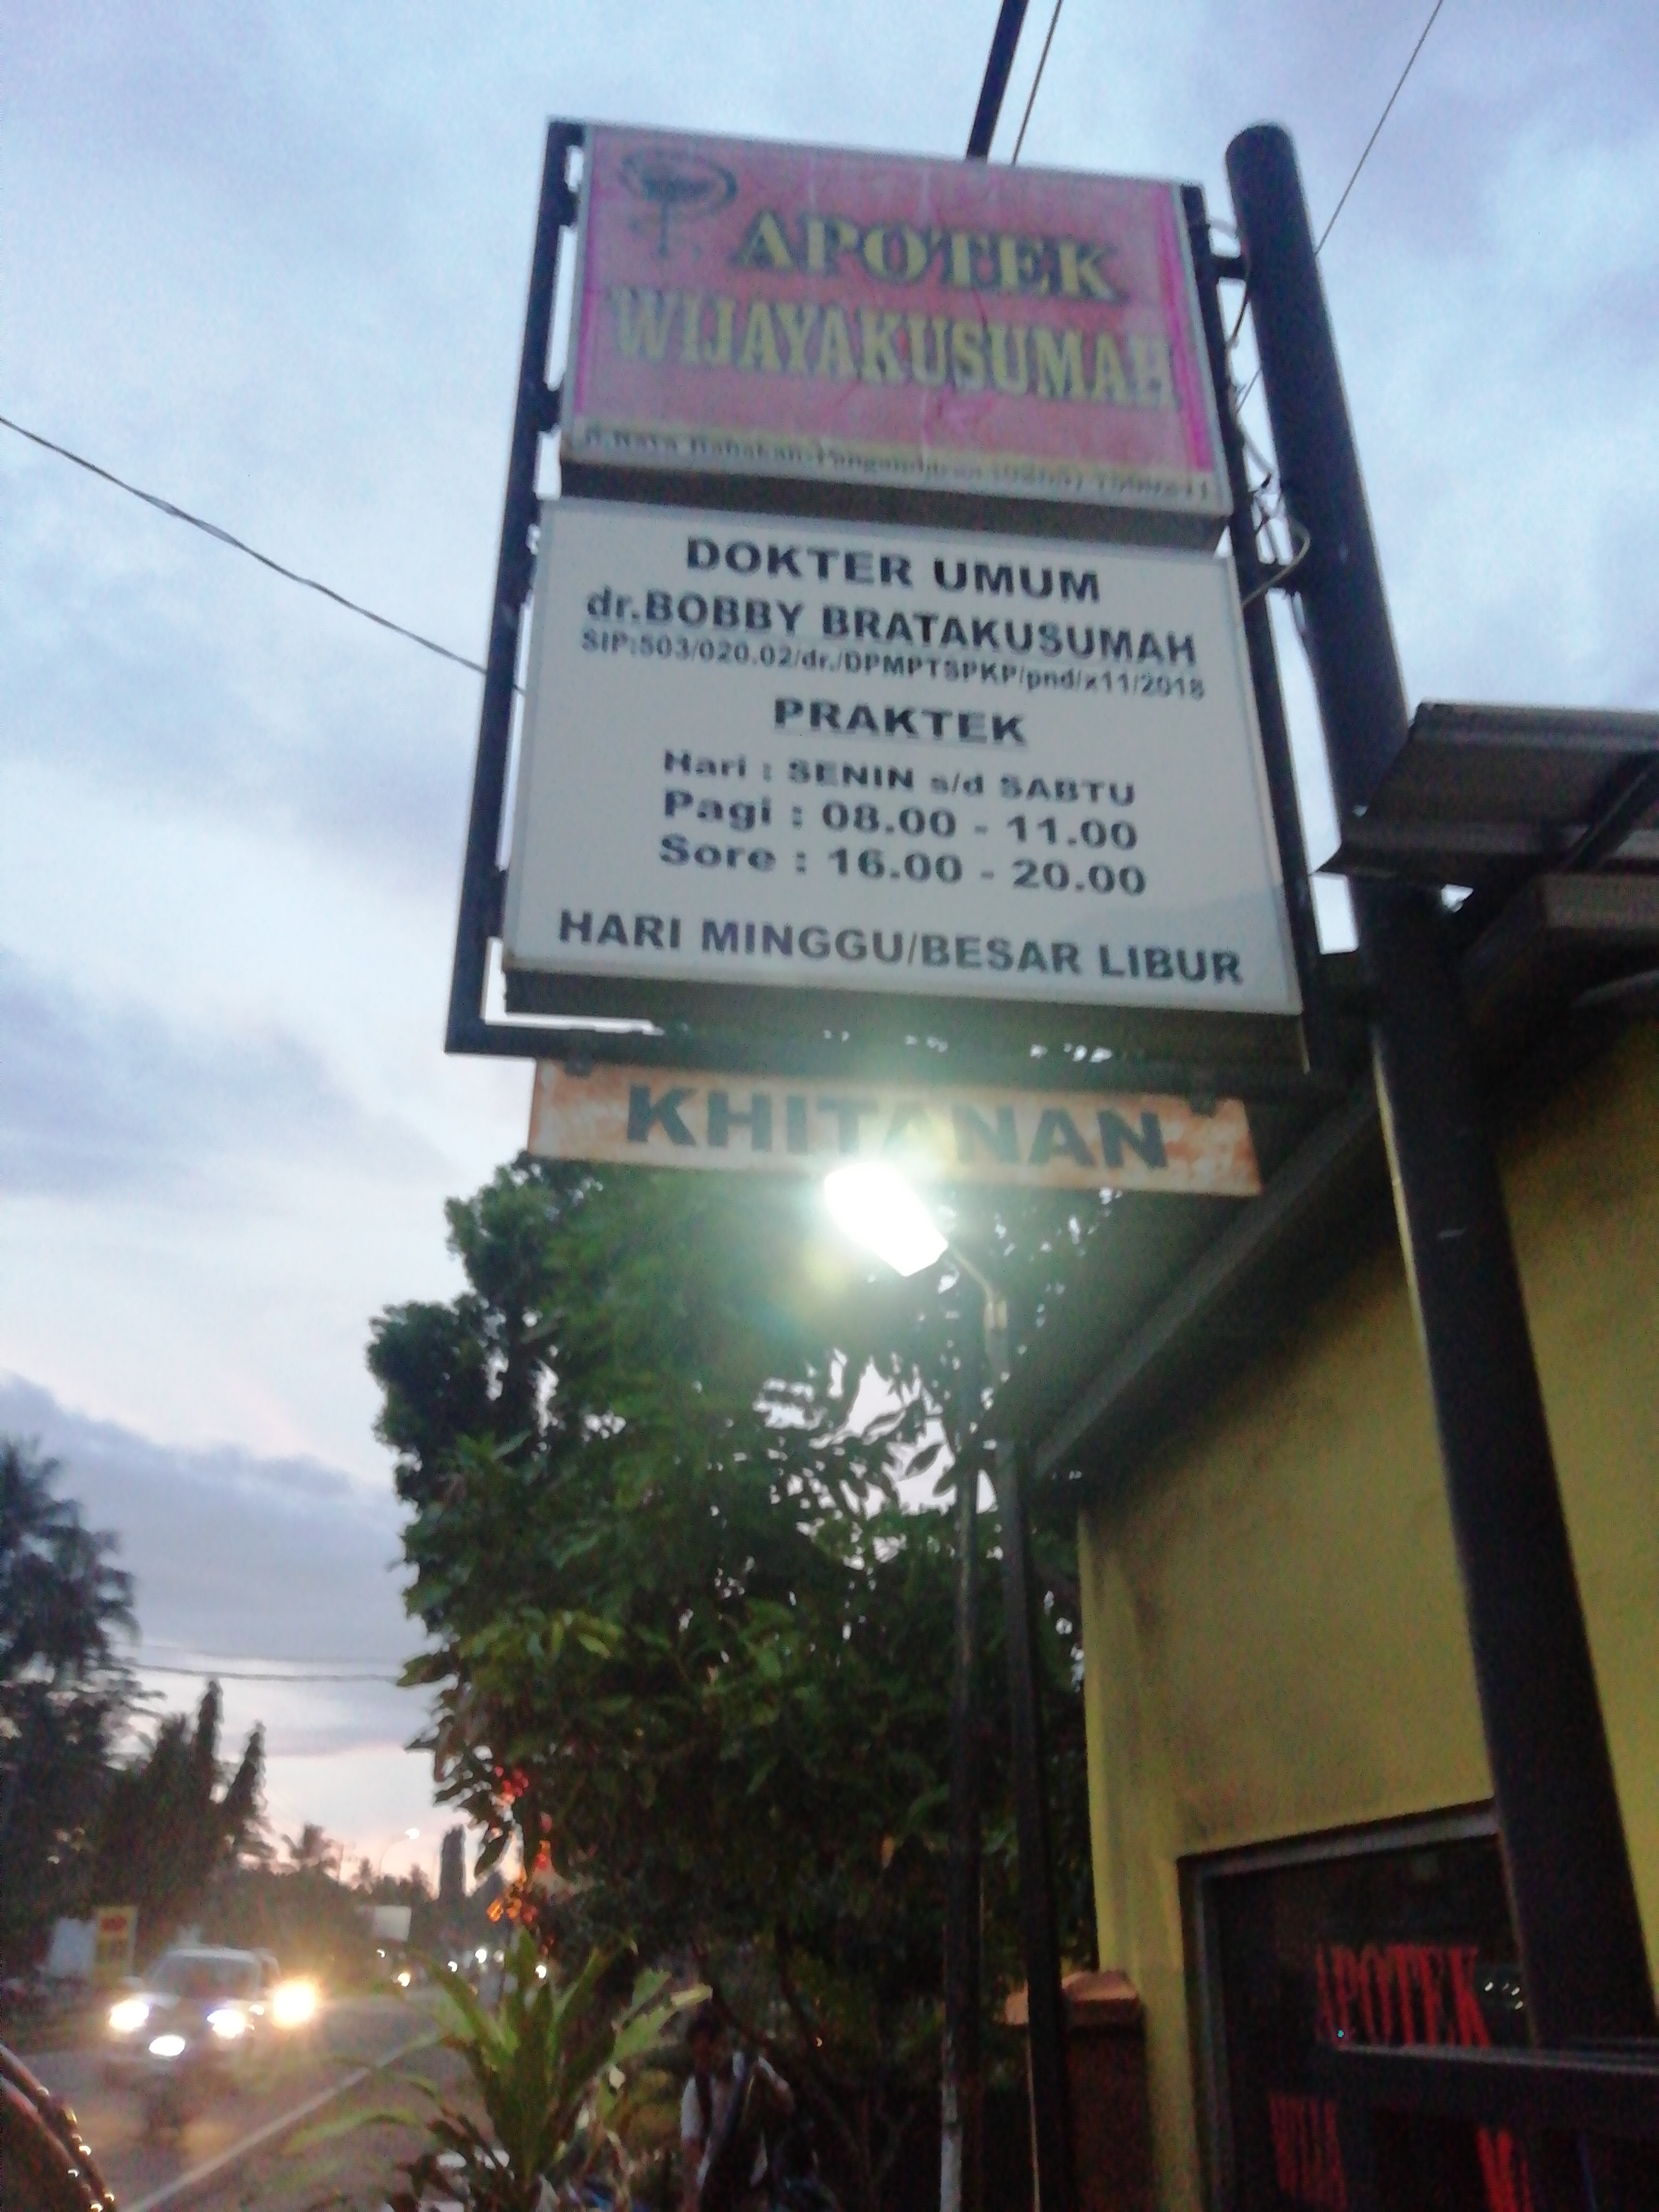 APOTEK
WIJAYAKUSUMAH
DOKTER UMUM
dr.BOBBY BRATAKUSUMAH
SIP:503/020.02/dr./DPMPTSPKP/pnd/x11/2018
PRAKTEK
Hari : SENIN s/d SABTU
Pagi : 08.00 - 11.00
Sore : 16.00 - 20.00
HARI MINGGU/BESAR LIBUR
KHITANAN
APOTEK